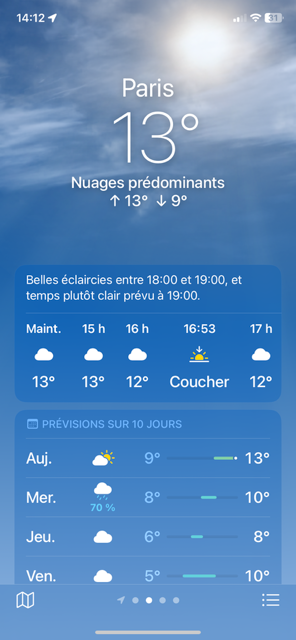 14:12
31
Paris
13°
Nuages prédominants
↑ 13° ↓ 9°
Belles éclaircies entre 18:00 et 19:00, et
temps plutôt clair prévu à 19:00.
Maint. 15 h 16 h 16:53 17 h
13° 13° 12° Coucher 12°
PRÉVISIONS SUR 10 JOURS
Auj. 9° 13°
Mer. 70 % 8° 10°
Jeu. 6° 8°
Ven. 5° 10°